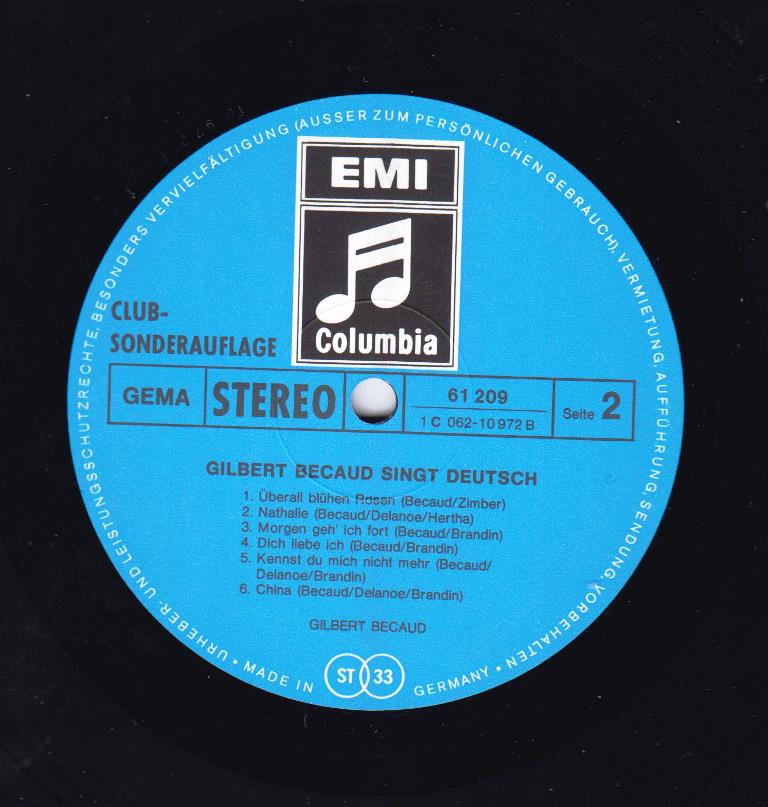 URHEBER- UND LEISTUNGSSCHUTZRECHTE, BESONDERS VERVIELFÄLTIGUNG (AUSSER ZUM PERSÖNLICHEN GEBRAUCH), VERMIETUNG, AUFFÜHRUNG, SENDUNG, VORBEHALTEN •
EMI
Columbia
CLUB-
SONDERAUFLAGE
GEMA STEREO 61 209 Seite 2
1 C 062-10 972 B
GILBERT BECAUD SINGT DEUTSCH
1. Überall blühen Rosen (Becaud/Zimber)
2. Nathalie (Becaud/Delanoe/Hertha)
3. Morgen geh' ich fort (Becaud/Brandin)
4. Dich liebe ich (Becaud/Brandin)
5. Kennst du mich nicht mehr (Becaud/
Delanoe/Brandin)
6. China (Becaud/Delanoe/Brandin)
GILBERT BECAUD
• MADE IN ST 33 GERMANY